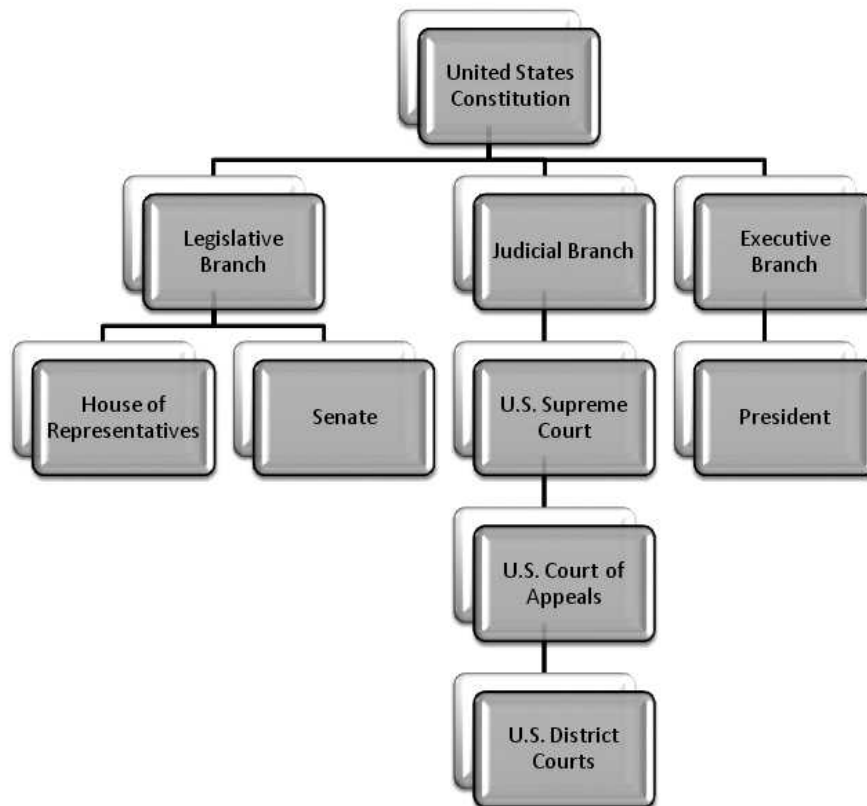 United States
Constitution
Legislative
Branch
Judicial Branch
Executive
Branch
House of
Representatives
Senate
U.S. Supreme
Court
President
U.S. Court of
Appeals
U.S. District
Courts